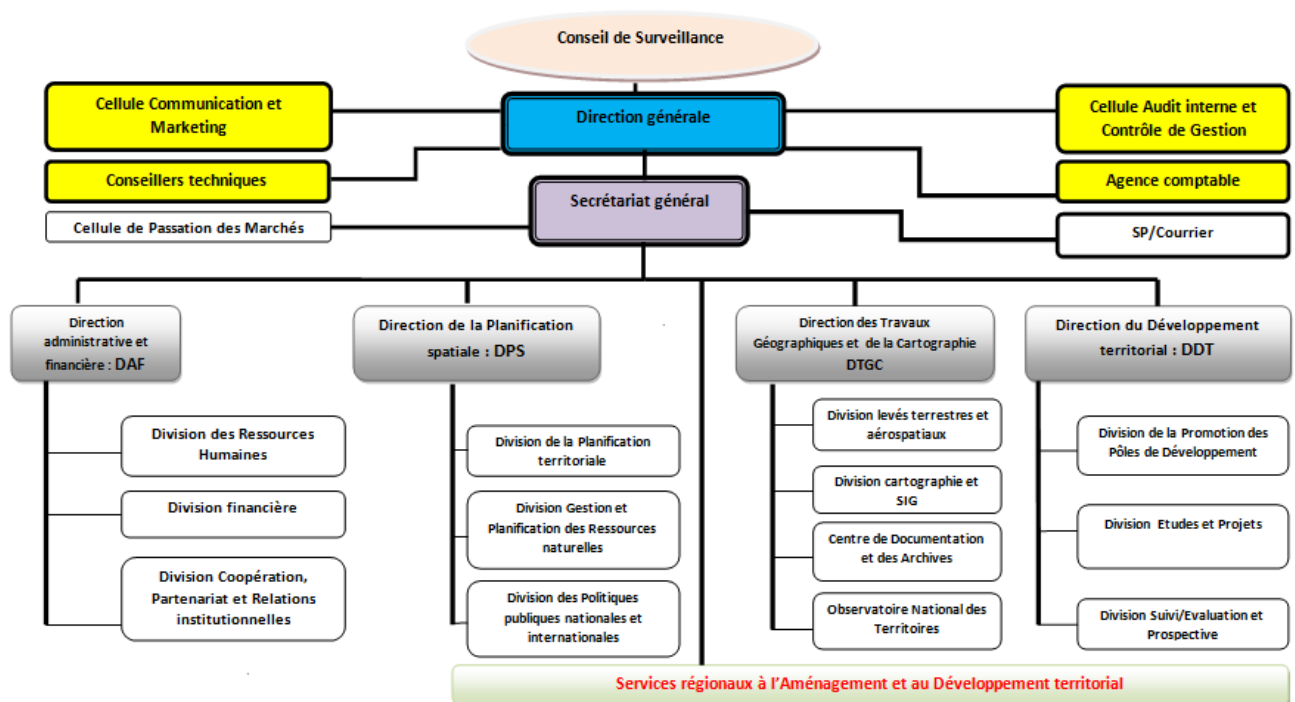 Conseil de Surveillance
Cellule Communication et
Marketing
Direction générale
Cellule Audit interne et
Contrôle de Gestion
Conseillers techniques
Agence comptable
Secrétariat général
Cellule de Passation des Marchés
SP/Courrier
Direction
administrative et
financière : DAF
Division des Ressources
Humaines
Division financière
Division Coopération,
Partenariat et Relations
institutionnelles
Direction de la Planification
spatiale : DPS
Division de la Planification
territoriale
Division Gestion et
Planification des Ressources
naturelles
Division des Politiques
publiques nationales et
internationales
Direction des Travaux
Géographiques et de la Cartographie
DTGC
Division levés terrestres et
aérospatiaux
Division cartographie et
SIG
Centre de Documentation
et des Archives
Observatoire National des
Territoires
Direction du Développement
territorial : DDT
Division de la Promotion des
Pôles de Développement
Division Etudes et Projets
Division Suivi/Evaluation et
Prospective
Services régionaux à l'Aménagement et au Développement territorial